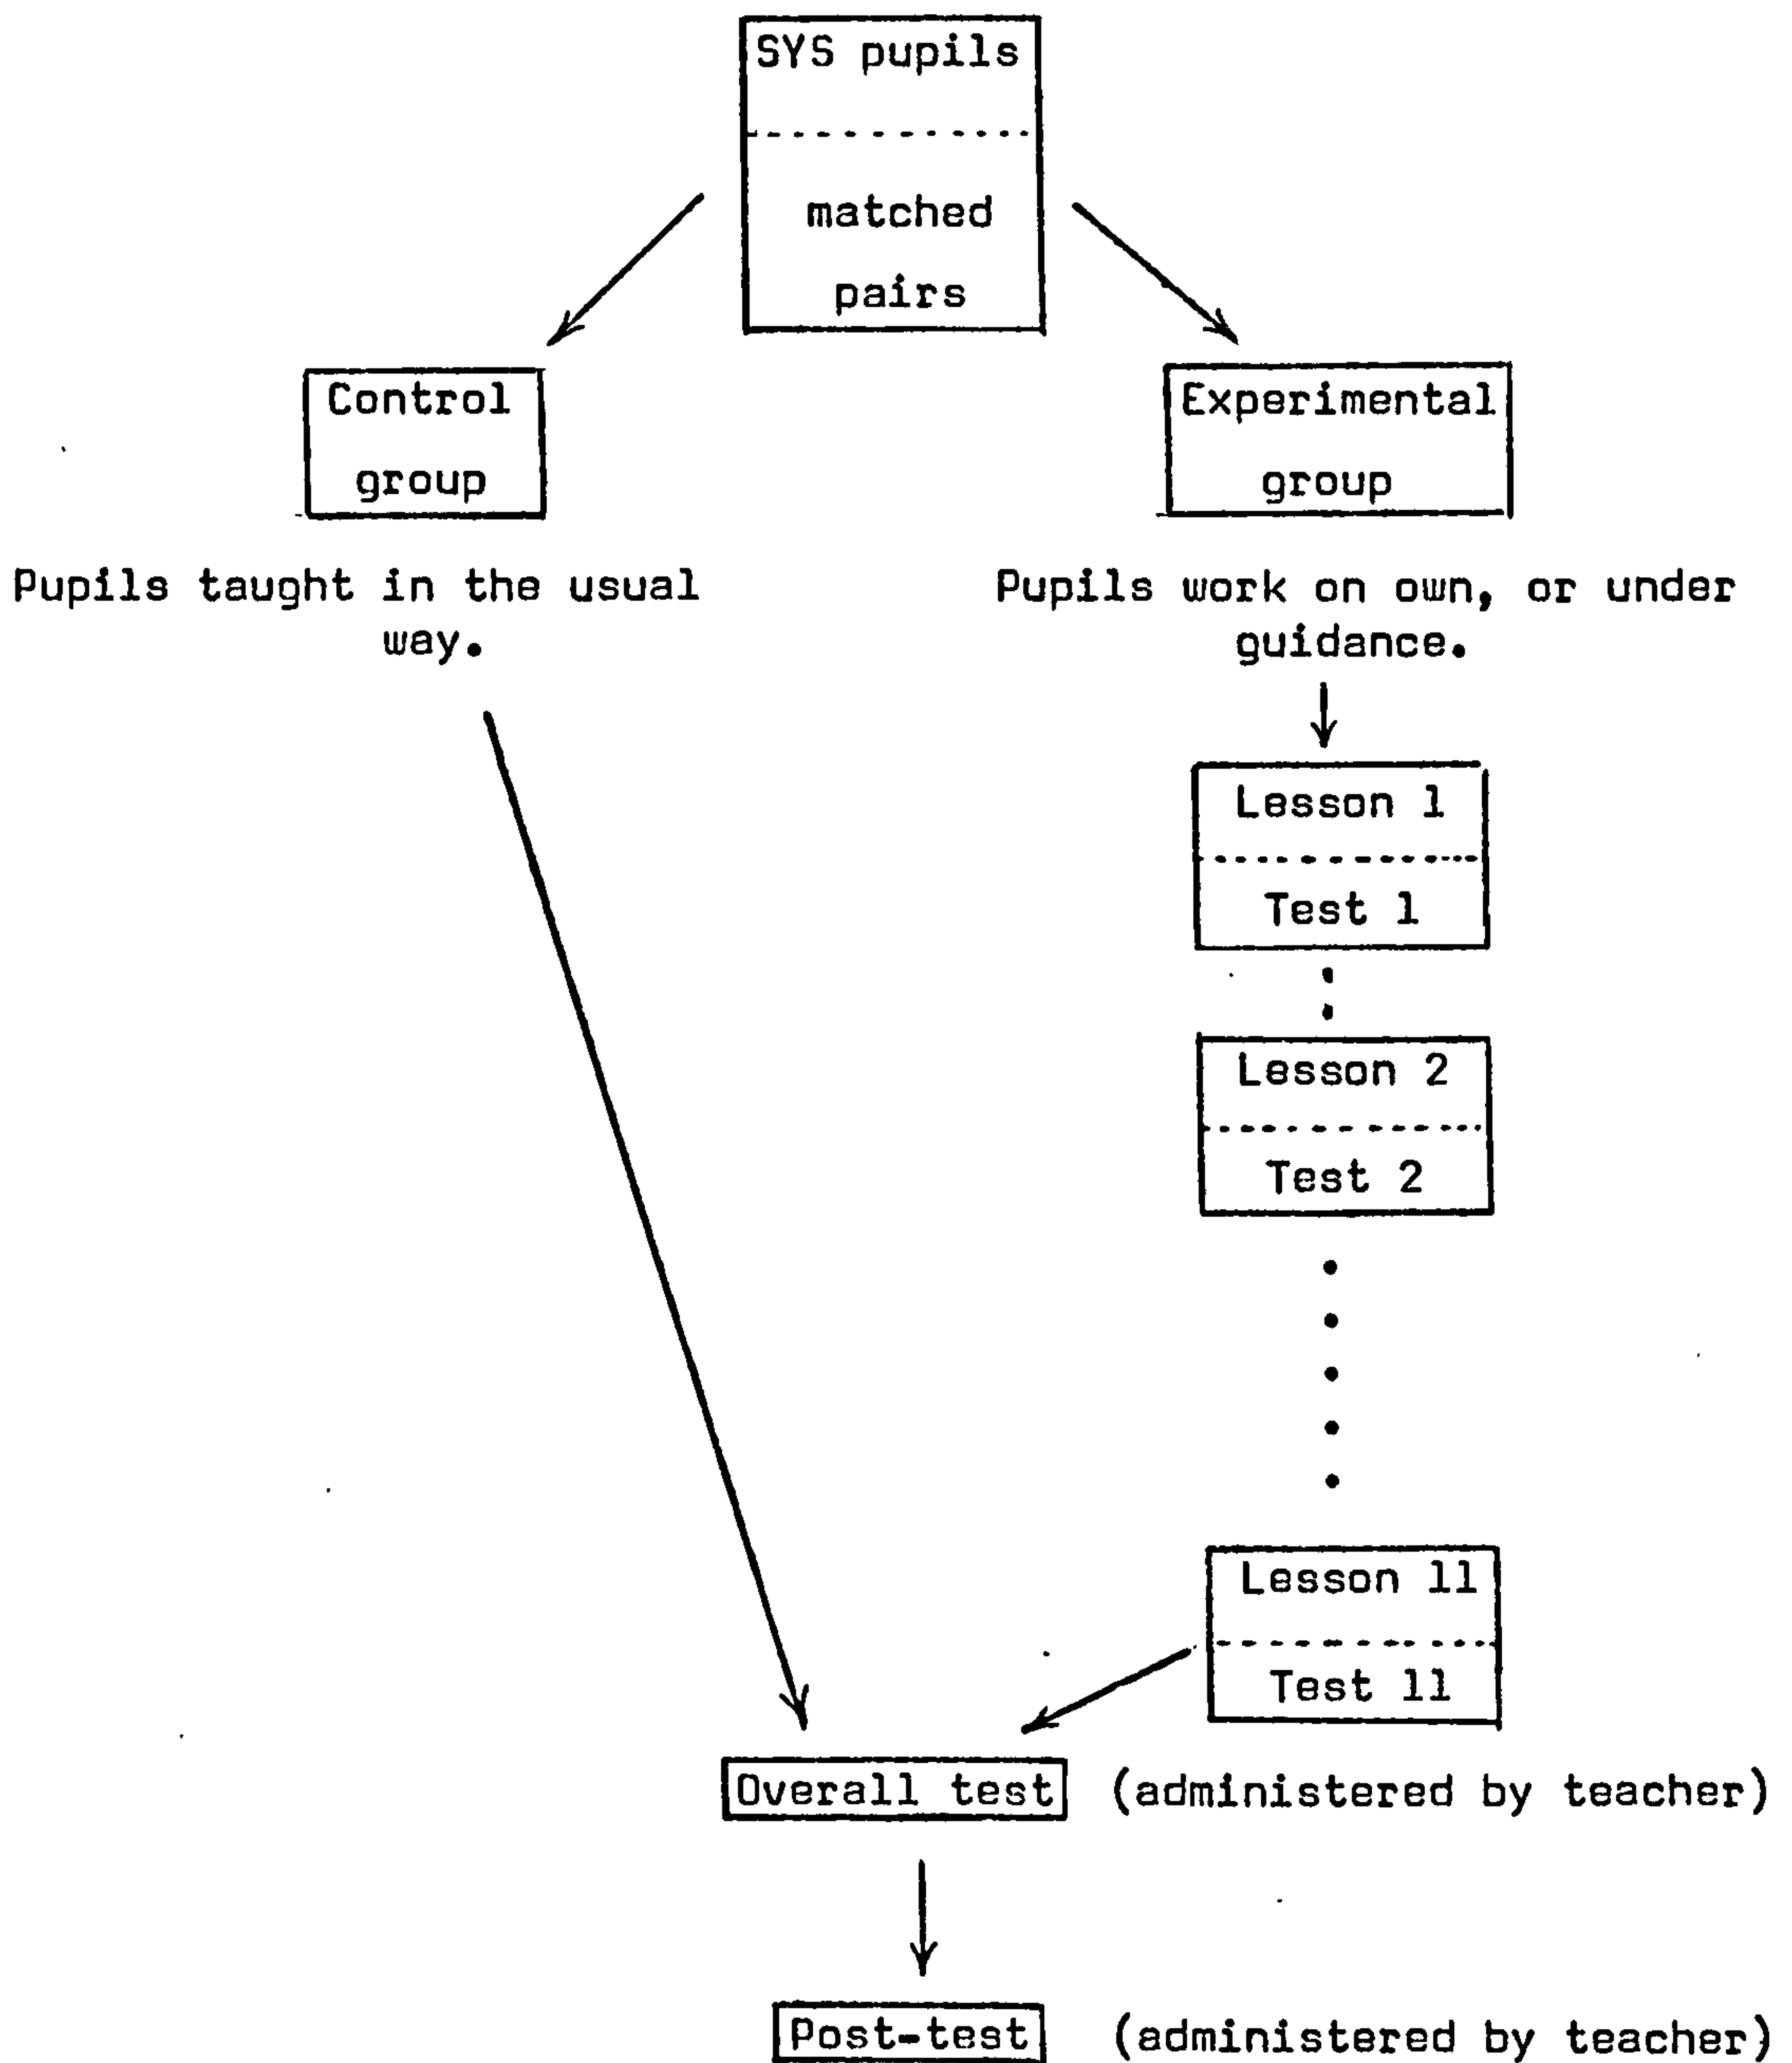 SYS pupils
matched
pairs
Control
group
Experimental
group
Pupils taught in the usual
way.
Pupils work on own, or under
guidance.
Lesson 1
Test 1
Lesson 2
Test 2
Lesson 11
Test 11
Overall test
(administered by teacher)
Post-test
(administered by teacher)